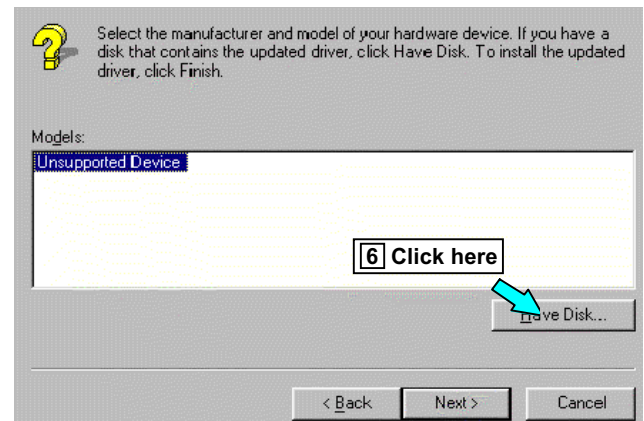 Select the manufacturer and model of your hardware device. If you have a
disk that contains the updated driver, click Have Disk. To install the updated
driver, click Finish.
Models:
Unsupported Device
6 Click here
Have Disk...
< Back
Next >
Cancel